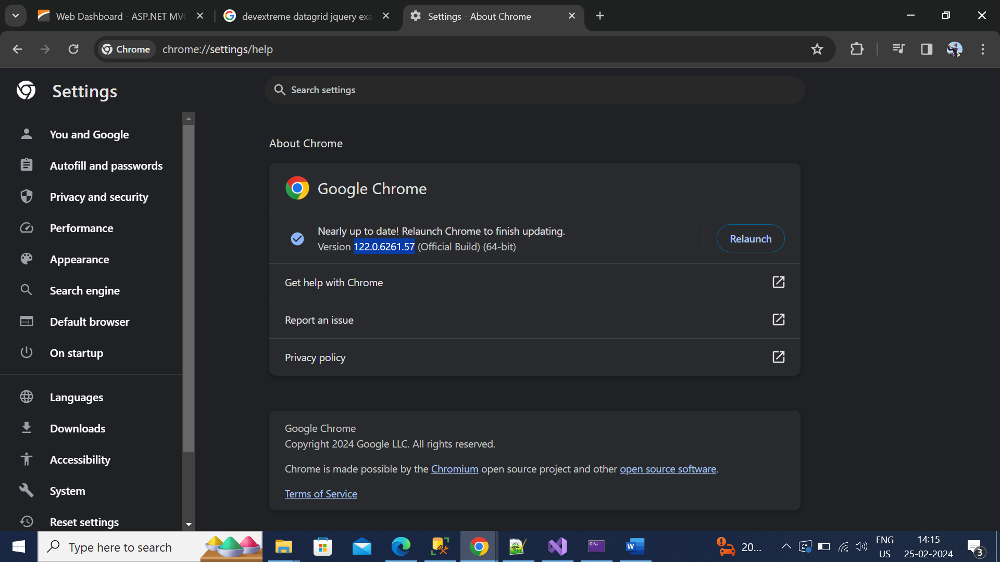 Web Dashboard - ASP.NET MVC
devextreme datagrid jquery exa
Settings - About Chrome
Chrome
chrome://settings/help
Settings
Search settings
You and Google
Autofill and passwords
Privacy and security
Performance
Appearance
Search engine
Default browser
On startup
Languages
Downloads
Accessibility
System
Reset settings
About Chrome
Google Chrome
Nearly up to date! Relaunch Chrome to finish updating.
Version 122.0.6261.57 (Official Build) (64-bit)
Relaunch
Get help with Chrome
Report an issue
Privacy policy
Google Chrome
Copyright 2024 Google LLC. All rights reserved.
Chrome is made possible by the Chromium open source project and other open source software.
Terms of Service
Type here to search
20...
ENG
US
14:15
25-02-2024
3